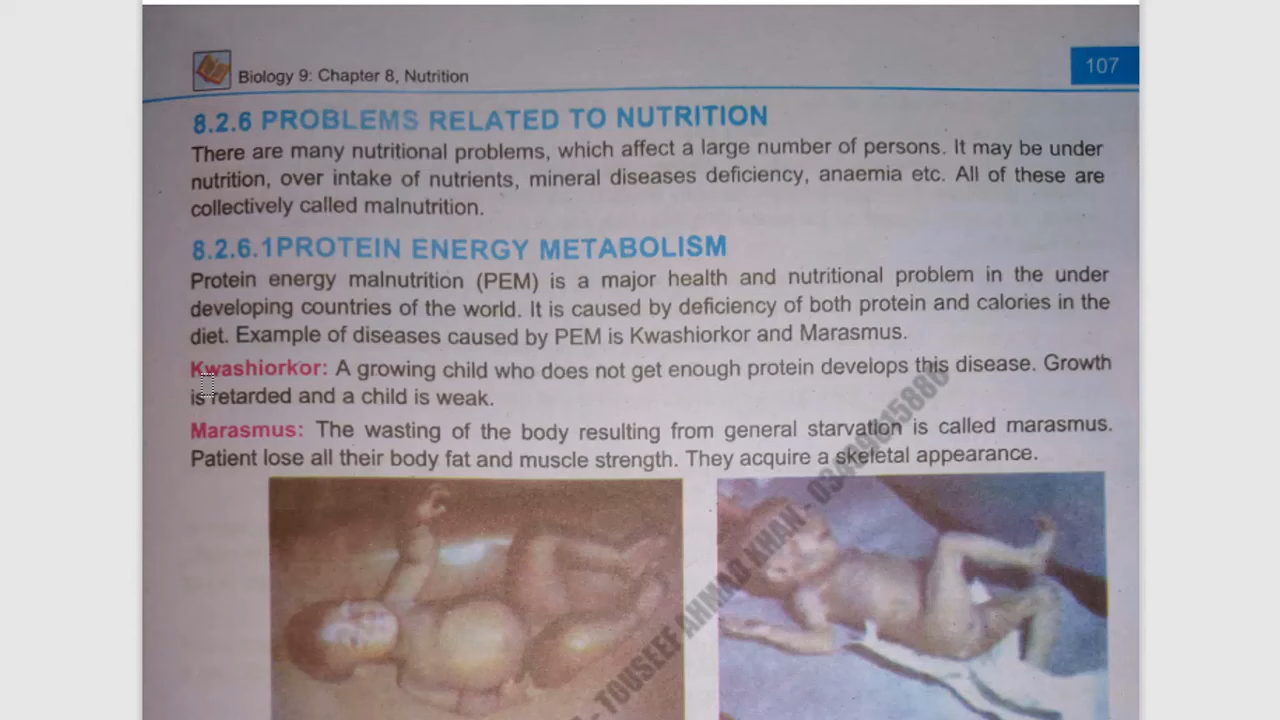 Biology 9: Chapter 8, Nutrition
107
8.2.6 PROBLEMS RELATED TO NUTRITION
There are many nutritional problems, which affect a large number of persons. It may be under
nutrition, over intake of nutrients, mineral diseases deficiency, anaemia etc. All of these are
collectively called malnutrition.
8.2.6.1PROTEIN ENERGY METABOLISM
Protein energy malnutrition (PEM) is a major health and nutritional problem in the under
developing countries of the world. It is caused by deficiency of both protein and calories in the
diet. Example of diseases caused by PEM is Kwashiorkor and Marasmus.
Kwashiorkor: A growing child who does not get enough protein develops this disease. Growth
is retarded and a child is weak.
Marasmus: The wasting of the body resulting from general starvation is called marasmus.
Patient lose all their body fat and muscle strength. They acquire a skeletal appearance.
TOUSEEF AHMAD KHAN -